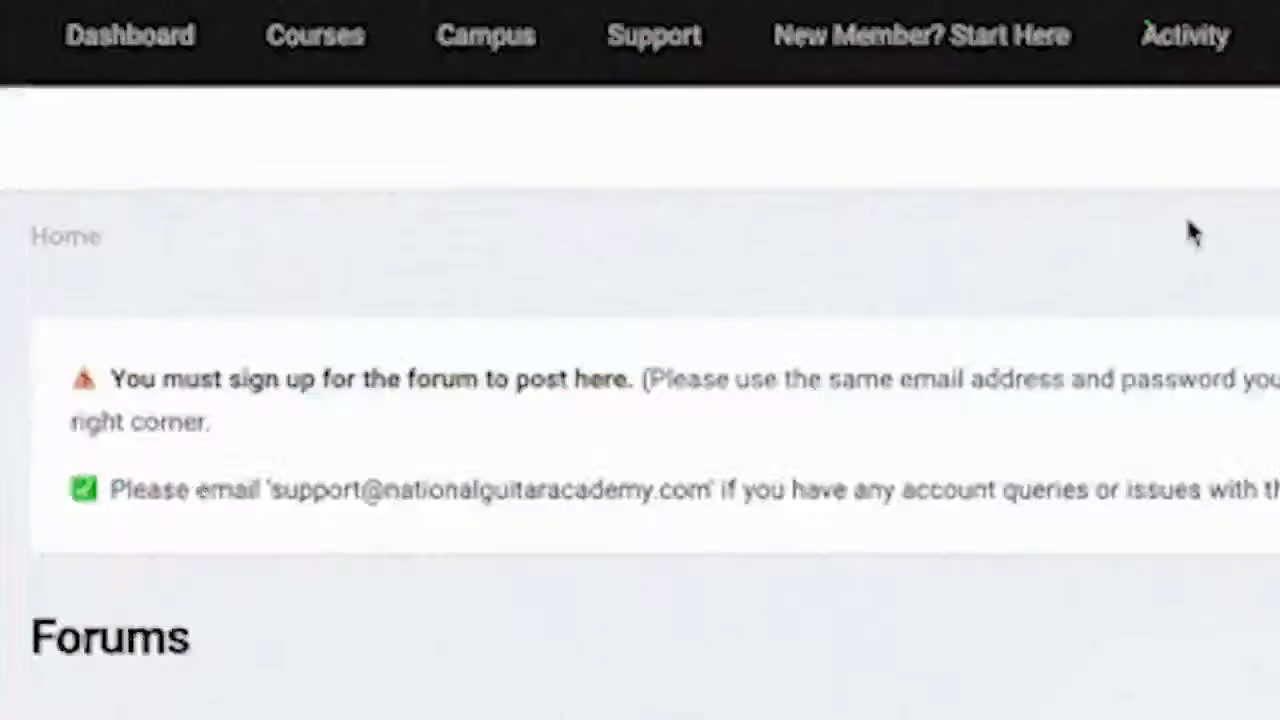 Dashboard Courses Campus Support New Member? Start Here Activity
Home
You must sign up for the forum to post here. (Please use the same email address and password you
right corner.
Please email 'support@nationalguitaracademy.com' if you have any account queries or issues with th
Forums